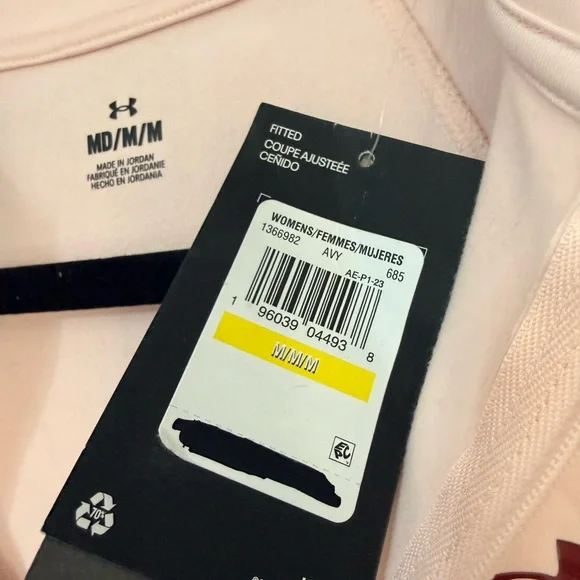 MD/M/M
MADE IN JORDAN
FABRIQUÉ EN JORDANIE
HECHO EN JORDANIA
FITTED
COUPE AJUSTEÉE
CEÑIDO
WOMENS/FEMMES/MUJERES
1366982 AVY 685
AE-P1-23
1 96039 04493 8
M/M/M
EPC
70%